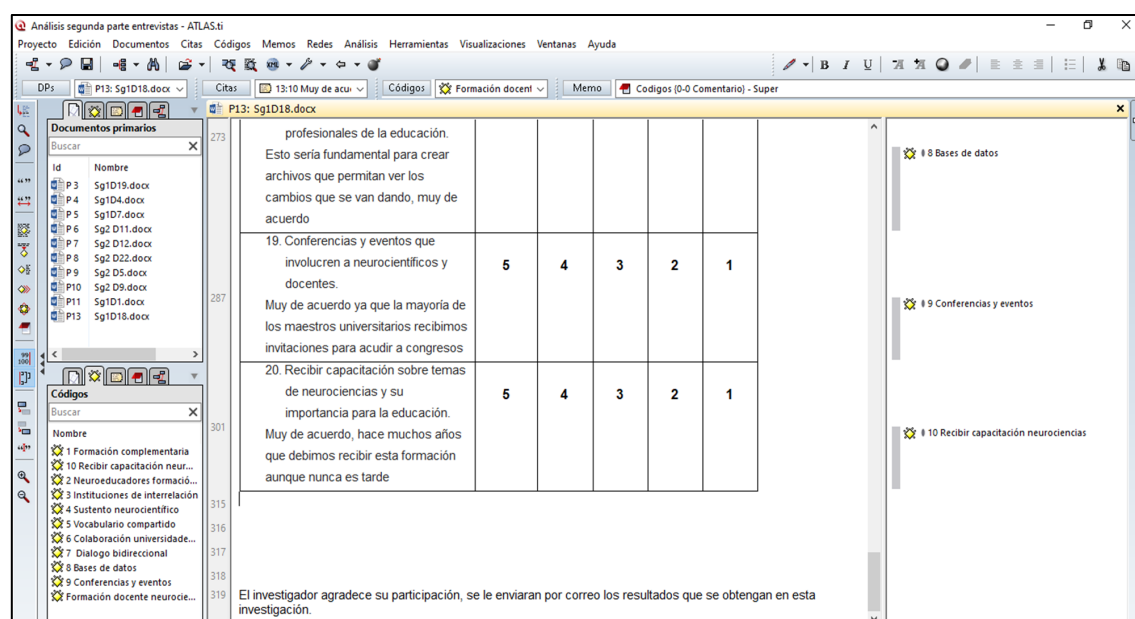 Análisis segunda parte entrevistas - ATLAS.ti
Proyecto Edición Documentos Citas Códigos Memos Redes Análisis Herramientas Visualizaciones Ventanas Ayuda
B I U
DPs P13: Sg1D18.docx Citas 13:10 Muy de acu Códigos Formación docent Memo Codigos {0-0 Comentario} - Super
P13: Sg1D18.docx
Documentos primarios
Buscar
Id Nombre
P 3 Sg1D19.docx
P 4 Sg1D4.docx
P 5 Sg1D7.docx
P 6 Sg2 D11.docx
P 7 Sg2 D12.docx
P 8 Sg2 D22.docx
P 9 Sg2 D5.docx
P10 Sg2 D9.docx
P11 Sg1D1.docx
P13 Sg1D18.docx
Códigos
Buscar
Nombre
1 Formación complementaria
10 Recibir capacitación neur...
2 Neuroeducadores formació...
3 Instituciones de interrelación
4 Sustento neurocientífico
5 Vocabulario compartido
6 Colaboración universidade...
7 Dialogo bidireccional
8 Bases de datos
9 Conferencias y eventos
Formación docente neurocie...
273 profesionales de la educación.
Esto sería fundamental para crear
archivos que permitan ver los
cambios que se van dando, muy de
acuerdo
19. Conferencias y eventos que
involucren a neurocientíficos y
docentes.
5 4 3 2 1
287 Muy de acuerdo ya que la mayoría de
los maestros universitarios recibimos
invitaciones para acudir a congresos
20. Recibir capacitación sobre temas
de neurociencias y su
importancia para la educación.
5 4 3 2 1
301 Muy de acuerdo, hace muchos años
que debimos recibir esta formación
aunque nunca es tarde
315
316
317
318
319 El investigador agradece su participación, se le enviaran por correo los resultados que se obtengan en esta
investigación.
8 Bases de datos
9 Conferencias y eventos
10 Recibir capacitación neurociencias